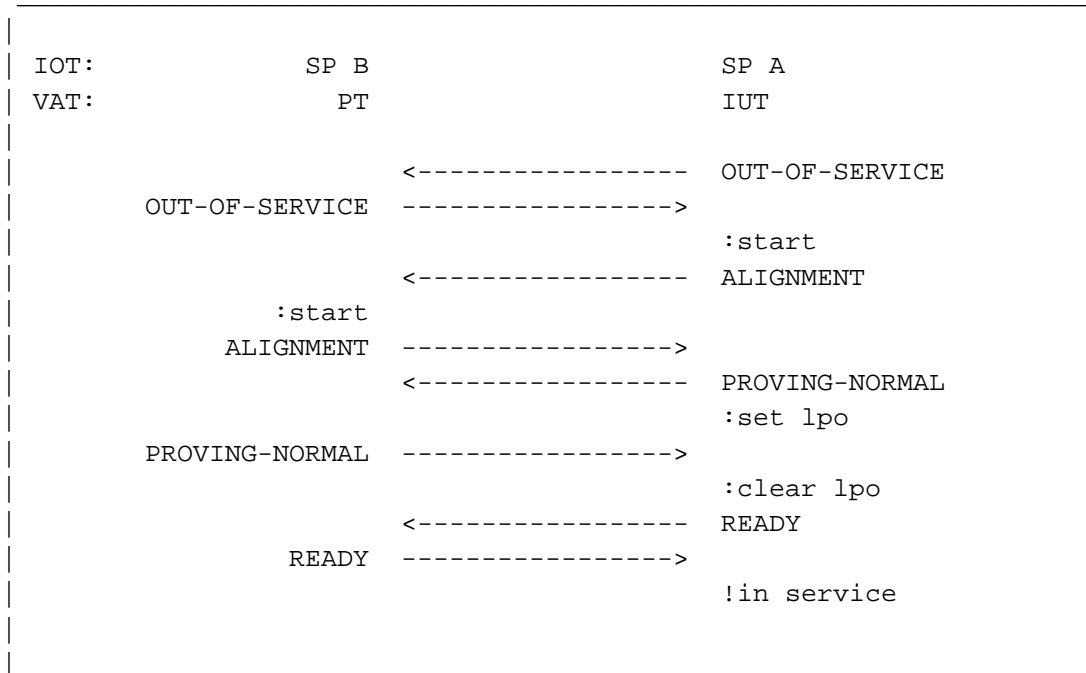 IOT: SP B SP A
VAT: PT IUT
<----------------- OUT-OF-SERVICE
OUT-OF-SERVICE ----------------->
:start
<----------------- ALIGNMENT
:start
ALIGNMENT ----------------->
<----------------- PROVING-NORMAL
:set lpo
PROVING-NORMAL ----------------->
:clear lpo
<----------------- READY
READY ----------------->
!in service